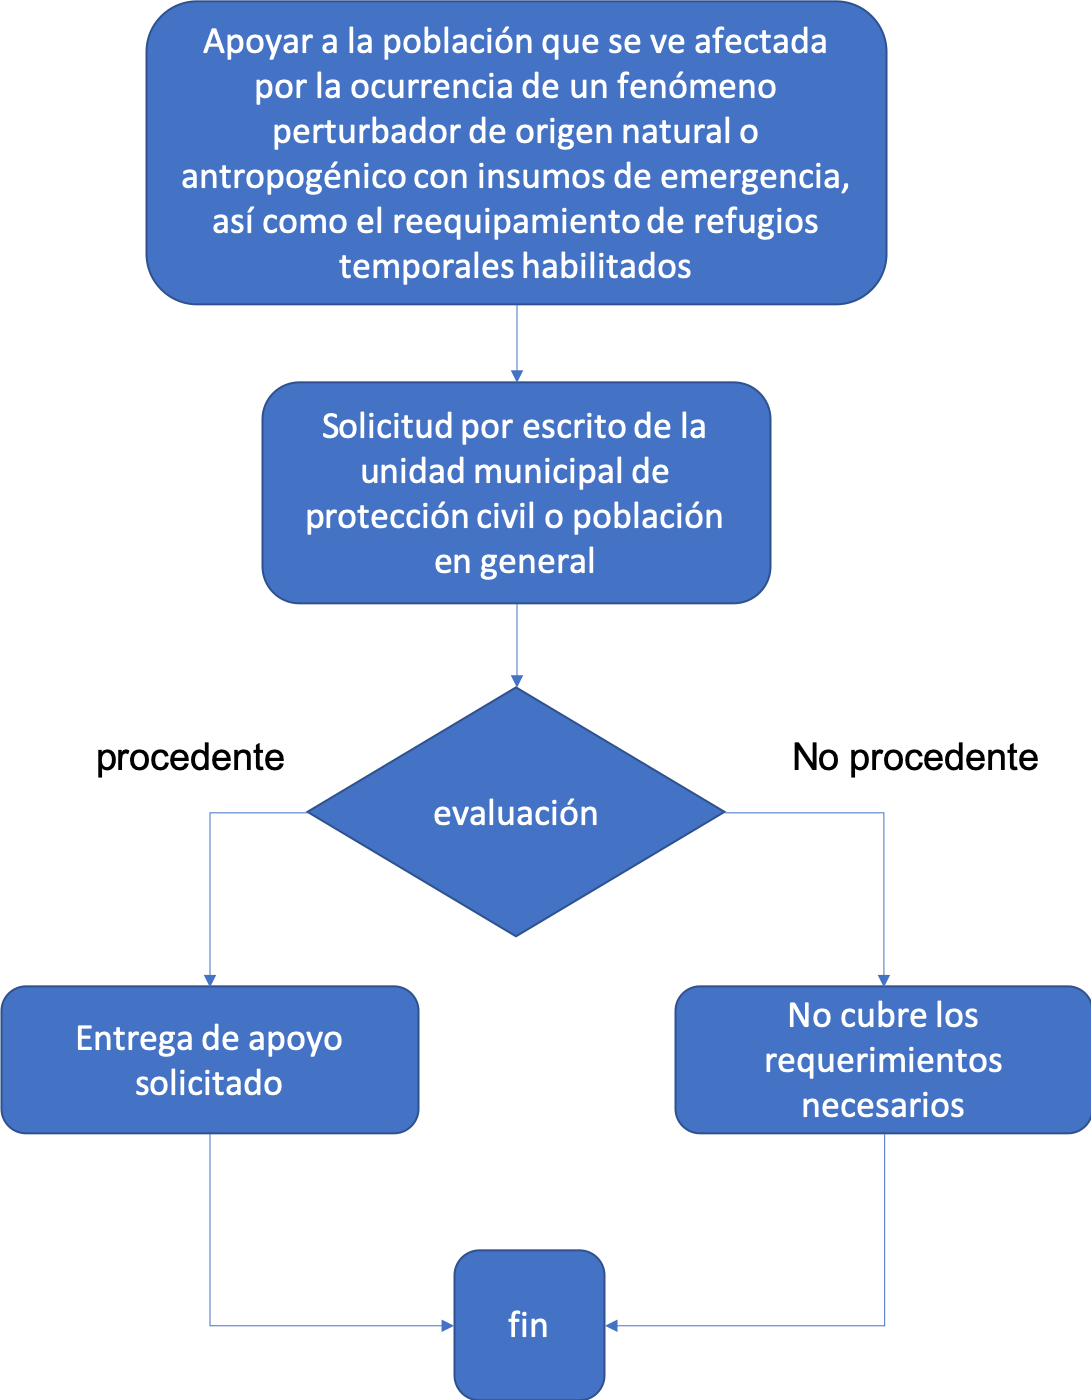 Apoyar a la población que se ve afectada
por la ocurrencia de un fenómeno
perturbador de origen natural o
antropogénico con insumos de emergencia,
así como el reequipamiento de refugios
temporales habilitados
Solicitud por escrito de la
unidad municipal de
protección civil o población
en general
procedente
No procedente
evaluación
Entrega de apoyo
solicitado
No cubre los
requerimientos
necesarios
fin